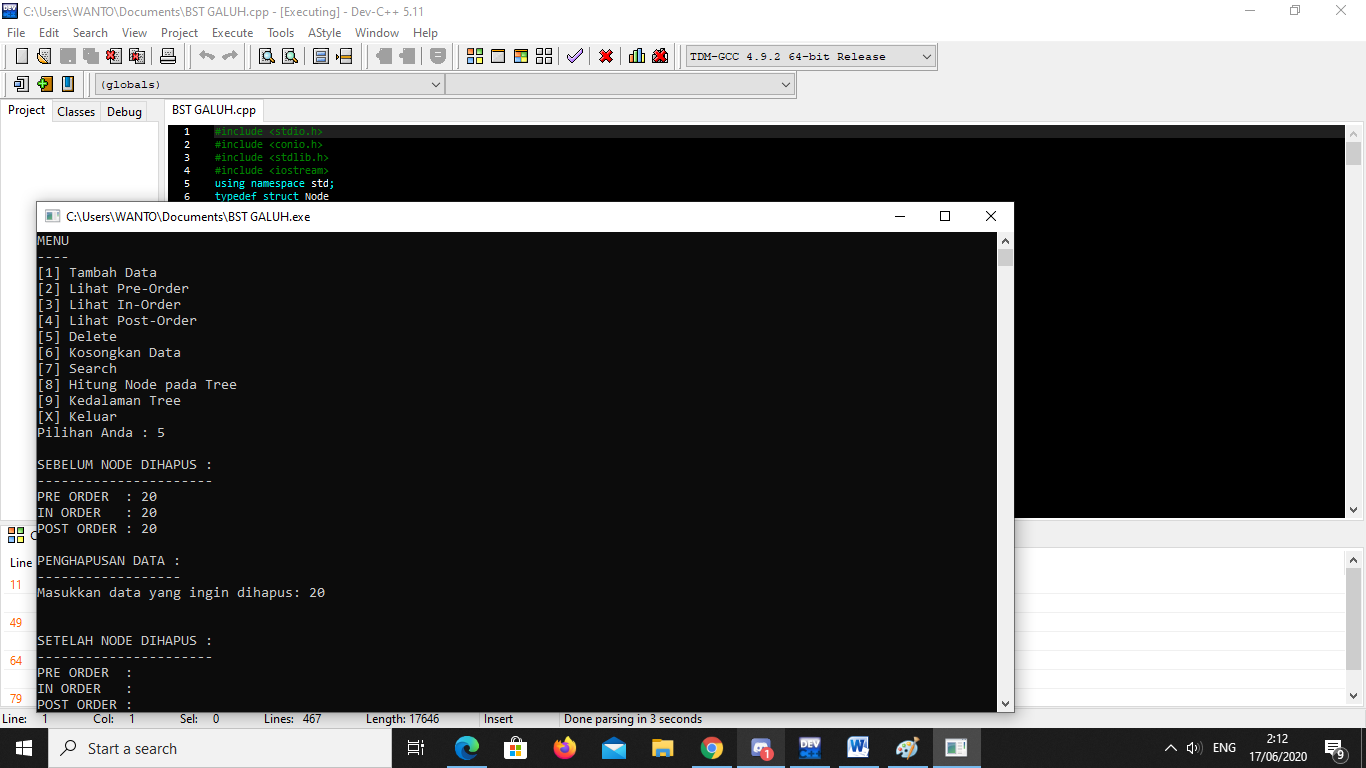 C:\Users\WANTO\Documents\BST GALUH.cpp - [Executing] - Dev-C++ 5.11
File Edit Search View Project Execute Tools AStyle Window Help
TDM-GCC 4.9.2 64-bit Release
(globals)
Project Classes Debug
BST GALUH.cpp
1 #include <stdio.h>
2 #include <conio.h>
3 #include <stdlib.h>
4 #include <iostream>
5 using namespace std;
6 typedef struct Node
C:\Users\WANTO\Documents\BST GALUH.exe
MENU
----
[1] Tambah Data
[2] Lihat Pre-Order
[3] Lihat In-Order
[4] Lihat Post-Order
[5] Delete
[6] Kosongkan Data
[7] Search
[8] Hitung Node pada Tree
[9] Kedalaman Tree
[X] Keluar
Pilihan Anda : 5
SEBELUM NODE DIHAPUS :
----------------------
PRE ORDER  : 20
IN ORDER   : 20
POST ORDER : 20
PENGHAPUSAN DATA :
------------------
Masukkan data yang ingin dihapus: 20
SETELAH NODE DIHAPUS :
----------------------
PRE ORDER  :
IN ORDER   :
POST ORDER :
Line
11
49
64
79
Line: 1 Col: 1 Sel: 0 Lines: 467 Length: 17646 Insert Done parsing in 3 seconds
Start a search
DEV
1
ENG
2:12
17/06/2020
9